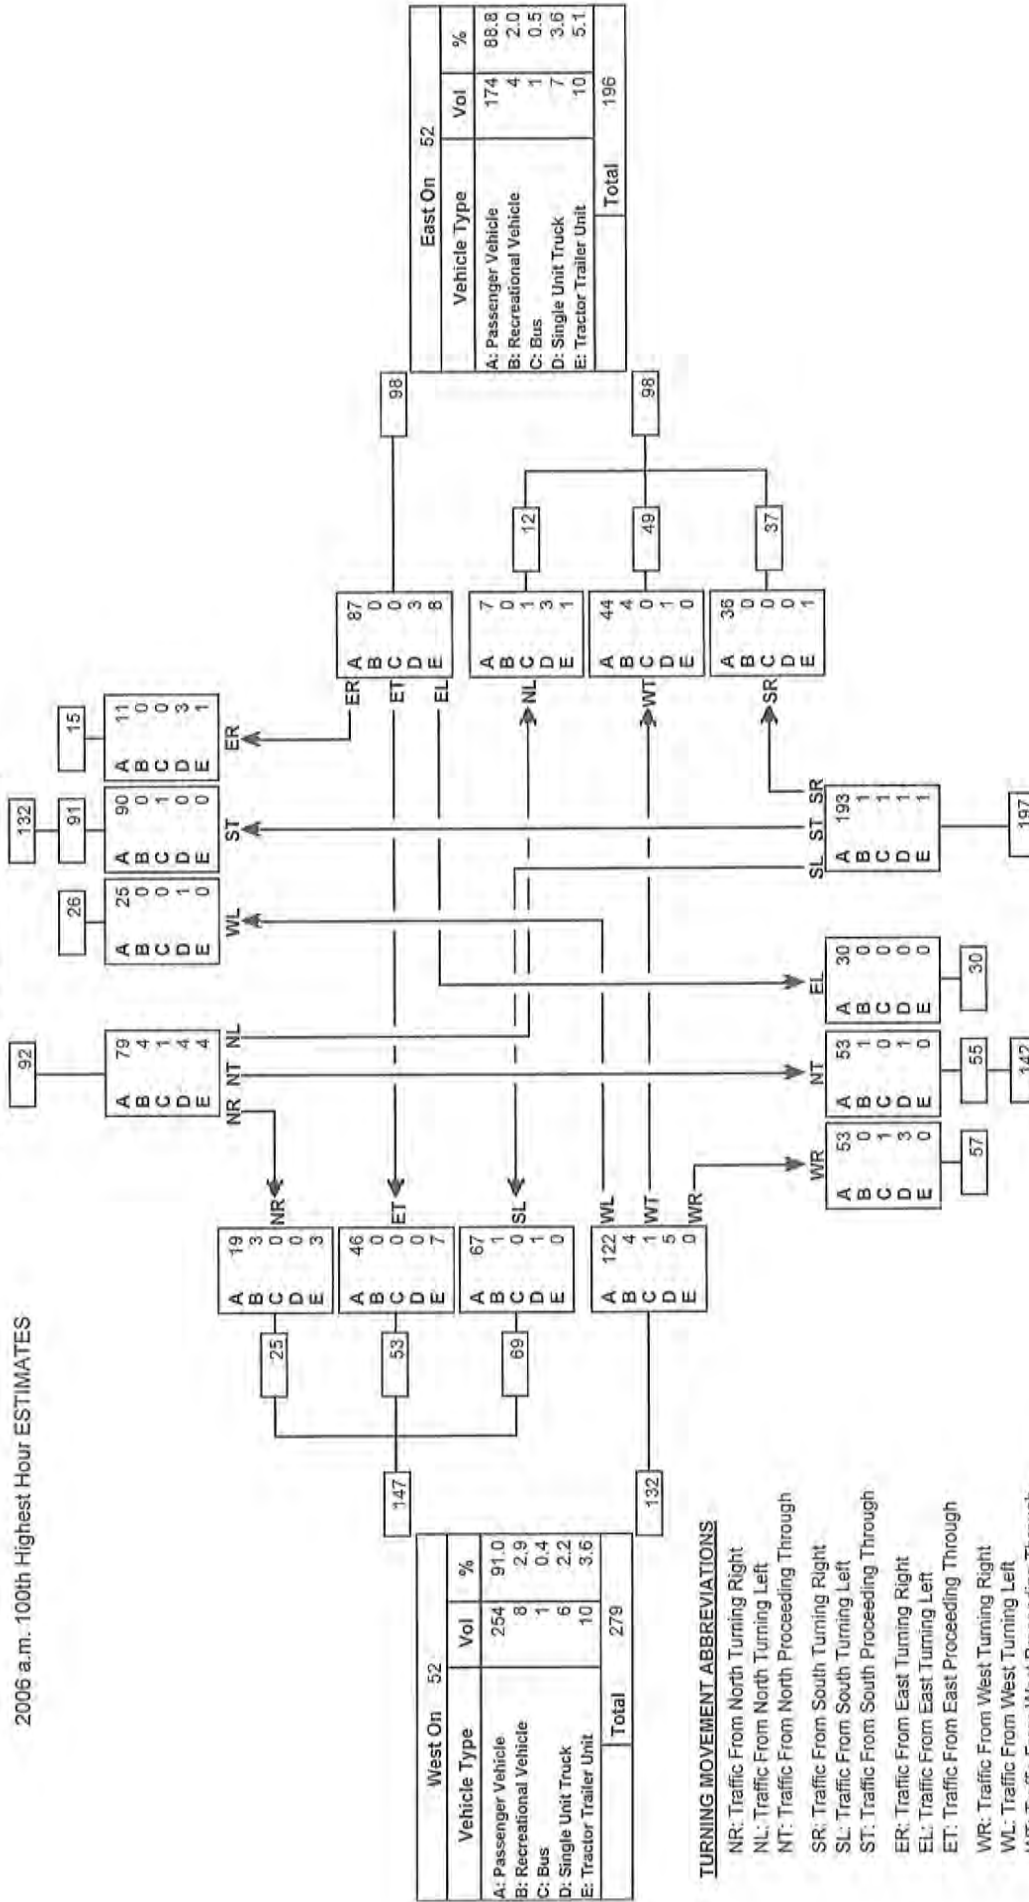 2006 a.m. 100th Highest Hour ESTIMATES
92
A 79
B 4
C 1
D 4
E 4
NR NT NL
132
26
91
15
A 25
B 0
C 0
D 1
E 0
WL
A 90
B 0
C 1
D 0
E 0
ST
A 11
B 0
C 0
D 3
E 1
ER
West On 52
Vehicle Type Vol %
A: Passenger Vehicle 254 91.0
B: Recreational Vehicle 8 2.9
C: Bus 1 0.4
D: Single Unit Truck 6 2.2
E: Tractor Trailer Unit 10 3.6
Total 279
147
132
25
53
69
A 19
B 3
C 0
D 0
E 3
NR
A 46
B 0
C 0
D 0
E 7
ET
A 67
B 1
C 0
D 1
E 0
SL
A 122
B 4
C 1
D 5
E 0
WL
WT
WR
ER
ET
EL
A 87
B 0
C 0
D 3
E 8
98
NL
A 7
B 0
C 1
D 3
E 1
12
WT
A 44
B 4
C 0
D 1
E 0
49
SR
A 36
B 0
C 0
D 0
E 1
37
98
East On 52
Vehicle Type Vol %
A: Passenger Vehicle 174 88.8
B: Recreational Vehicle 4 2.0
C: Bus 1 0.5
D: Single Unit Truck 7 3.6
E: Tractor Trailer Unit 10 5.1
Total 196
WR
A 53
B 0
C 1
D 3
E 0
57
NT
A 53
B 1
C 0
D 1
E 0
55
142
EL
A 30
B 0
C 0
D 0
E 0
30
SL ST SR
A 193
B 1
C 1
D 1
E 1
197
TURNING MOVEMENT ABBREVIATIONS
NR: Traffic From North Turning Right
NL: Traffic From North Turning Left
NT: Traffic From North Proceeding Through
SR: Traffic From South Turning Right
SL: Traffic From South Turning Left
ST: Traffic From South Proceeding Through
ER: Traffic From East Turning Right
EL: Traffic From East Turning Left
ET: Traffic From East Proceeding Through
WR: Traffic From West Turning Right
WL: Traffic From West Turning Left
WT: Traffic From West Proceeding Through